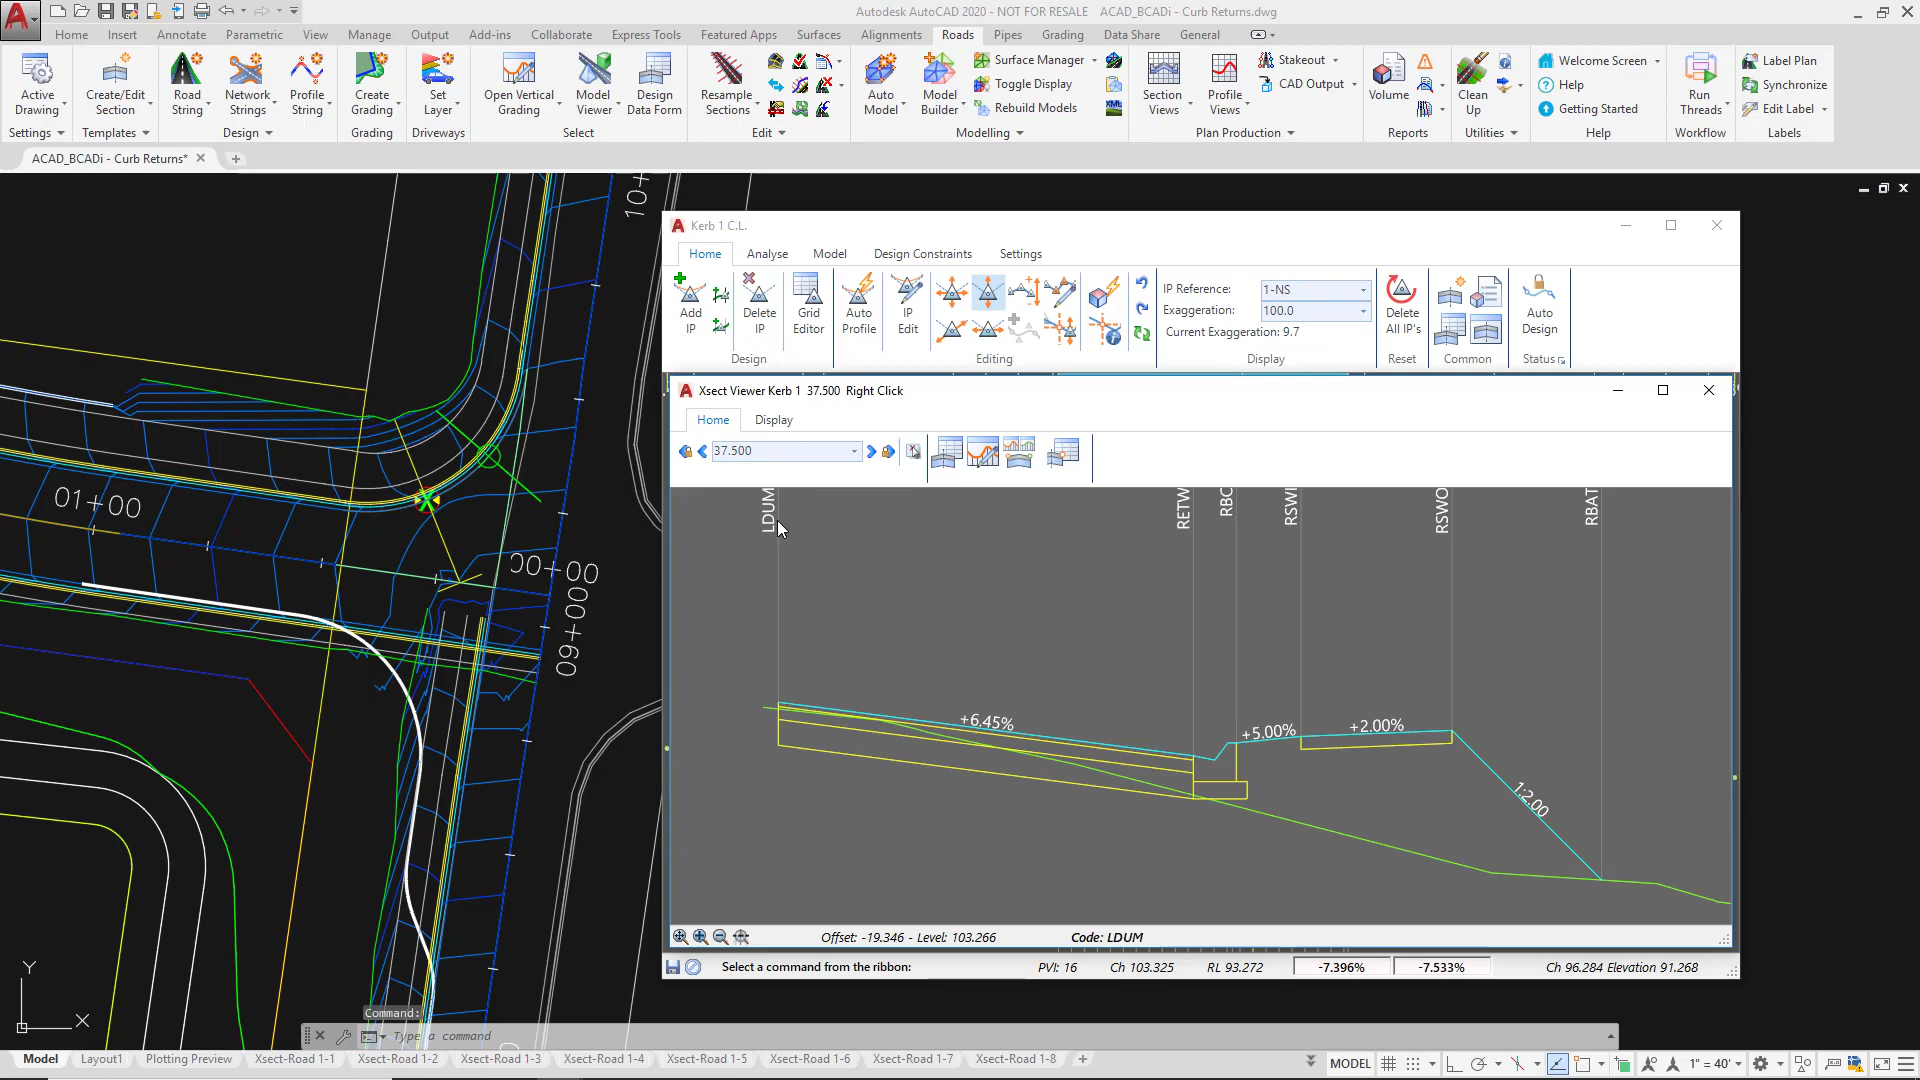 Autodesk AutoCAD 2020 - NOT FOR RESALE ACAD_BCADi - Curb Returns.dwg
Home Insert Annotate Parametric View Manage Output Add-ins Collaborate Express Tools Featured Apps Surfaces Alignments Roads Pipes Grading Data Share General
Active Drawing
Create/Edit Section
Road String
Network Strings
Profile String
Create Grading
Set Layer
Open Vertical Grading
Model Viewer
Design Data Form
Resample Sections
Auto Model
Model Builder
Surface Manager
Toggle Display
Rebuild Models
XML
Section Views
Profile Views
Stakeout
CAD Output
Volume
Clean Up
Welcome Screen
Help
Getting Started
Run Threads
Label Plan
Synchronize
Edit Label
Settings Templates Design Grading Driveways Select Edit Modelling Plan Production Reports Utilities Help Workflow Labels
ACAD_BCADi - Curb Returns*
10+
01+00
00+00
09+000
Kerb 1 C.L.
Home Analyse Model Design Constraints Settings
Add IP
Delete IP
Grid Editor
Auto Profile
IP Edit
IP Reference: 1-NS
Exaggeration: 100.0
Current Exaggeration: 9.7
Delete All IP's
Auto Design
Design Editing Display Reset Common Status
Xsect Viewer Kerb 1 37.500 Right Click
Home Display
37.500
LDUM
RETW
RBC
RSWI
RSWO
RBAT
+6.45%
+5.00%
+2.00%
1:2.00
Offset: -19.346 - Level: 103.266 Code: LDUM
Select a command from the ribbon: PVI: 16 Ch 103.325 RL 93.272 -7.396% -7.533% Ch 96.284 Elevation 91.268
Y
X
Command:
Type a command
Model Layout1 Plotting Preview Xsect-Road 1-1 Xsect-Road 1-2 Xsect-Road 1-3 Xsect-Road 1-4 Xsect-Road 1-5 Xsect-Road 1-6 Xsect-Road 1-7 Xsect-Road 1-8
MODEL 1" = 40'